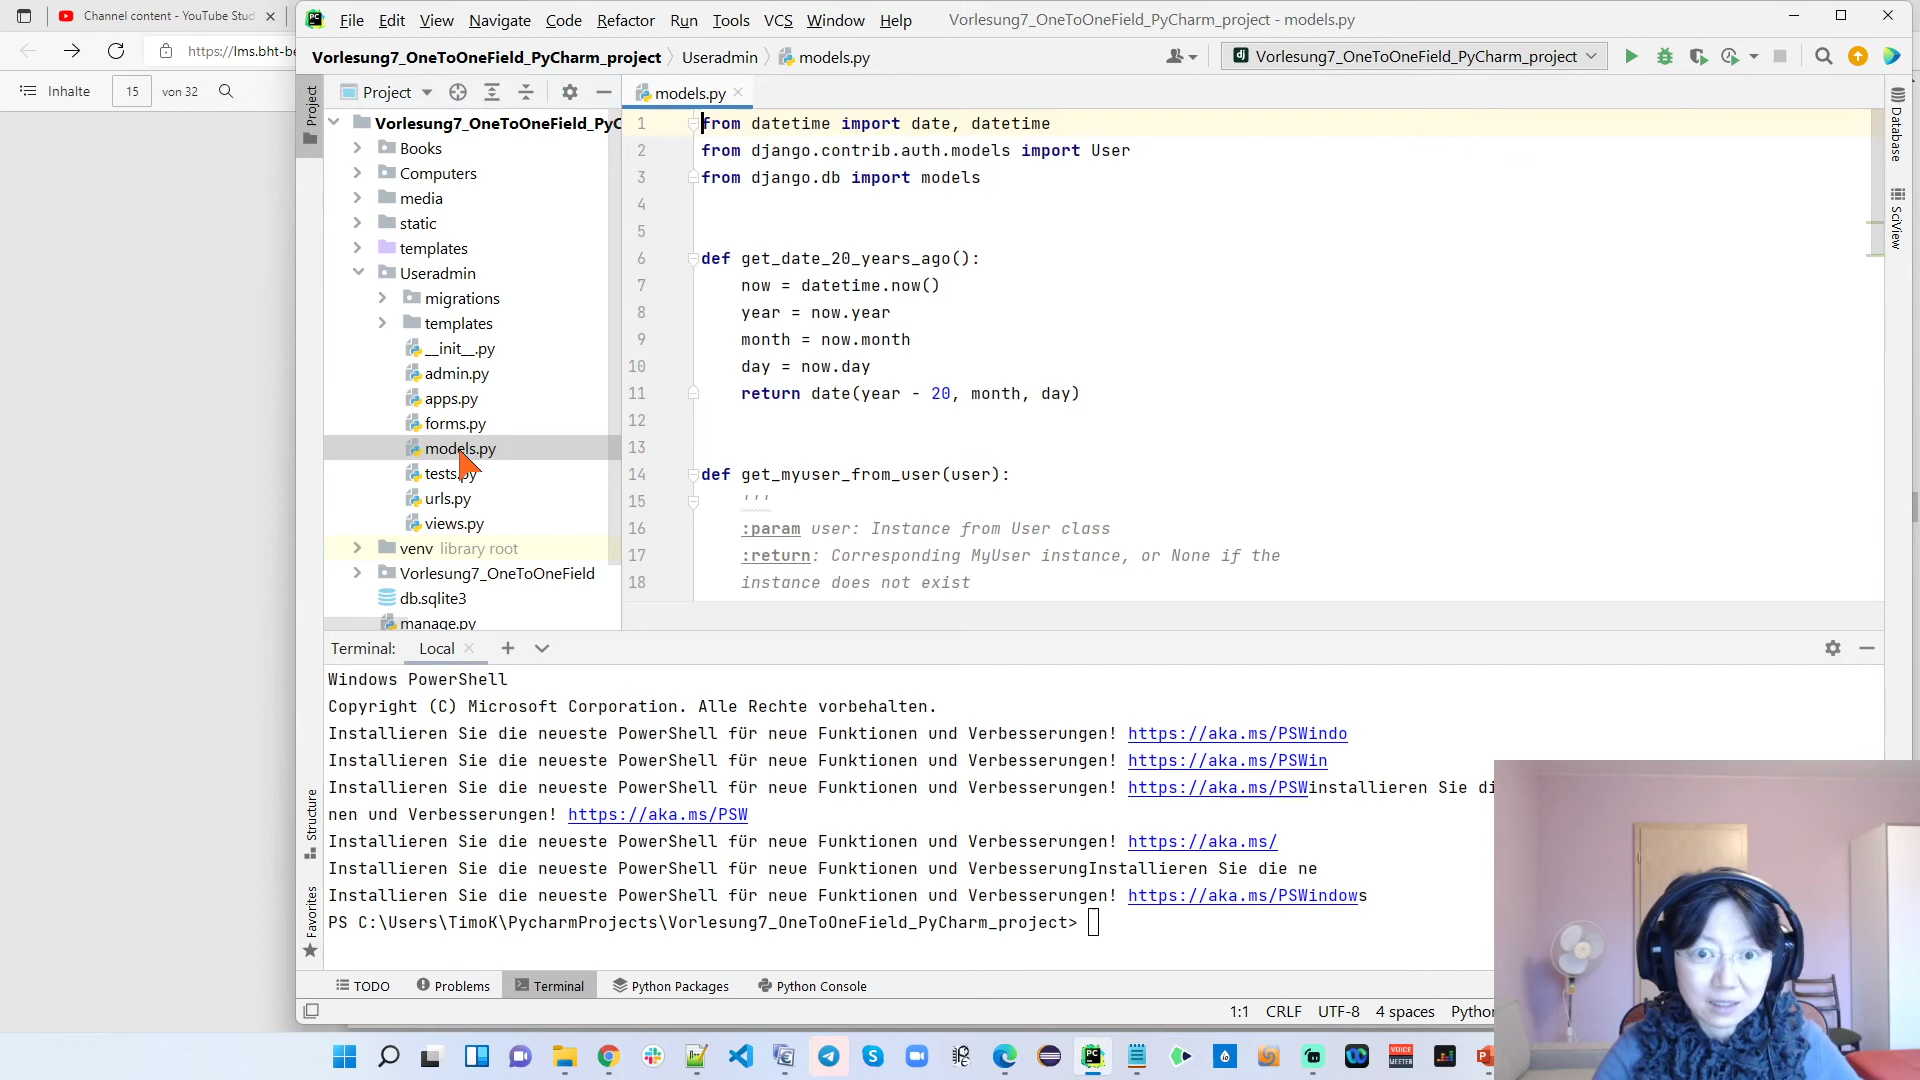 Channel content - YouTube Stud
File Edit View Navigate Code Refactor Run Tools VCS Window Help
Vorlesung7_OneToOneField_PyCharm_project - models.py
https://lms.bht-be
Vorlesung7_OneToOneField_PyCharm_project
Useradmin
models.py
Vorlesung7_OneToOneField_PyCharm_project
Inhalte
15
von 32
Project
Project
models.py
Vorlesung7_OneToOneField_PyC
Books
Computers
media
static
templates
Useradmin
migrations
templates
__init__.py
admin.py
apps.py
forms.py
models.py
tests.py
urls.py
views.py
venv library root
Vorlesung7_OneToOneField
db.sqlite3
manage.py
1 from datetime import date, datetime
2 from django.contrib.auth.models import User
3 from django.db import models
4
5
6 def get_date_20_years_ago():
7 now = datetime.now()
8 year = now.year
9 month = now.month
10 day = now.day
11 return date(year - 20, month, day)
12
13
14 def get_myuser_from_user(user):
15 '''
16 :param user: Instance from User class
17 :return: Corresponding MyUser instance, or None if the
18 instance does not exist
Database
SciView
Terminal: Local
Windows PowerShell
Copyright (C) Microsoft Corporation. Alle Rechte vorbehalten.
Installieren Sie die neueste PowerShell für neue Funktionen und Verbesserungen! https://aka.ms/PSWindo
Installieren Sie die neueste PowerShell für neue Funktionen und Verbesserungen! https://aka.ms/PSWin
Installieren Sie die neueste PowerShell für neue Funktionen und Verbesserungen! https://aka.ms/PSWinstallieren Sie di
nen und Verbesserungen! https://aka.ms/PSW
Installieren Sie die neueste PowerShell für neue Funktionen und Verbesserungen! https://aka.ms/
Installieren Sie die neueste PowerShell für neue Funktionen und VerbesserungInstallieren Sie die ne
Installieren Sie die neueste PowerShell für neue Funktionen und Verbesserungen! https://aka.ms/PSWindows
PS C:\Users\TimoK\PycharmProjects\Vorlesung7_OneToOneField_PyCharm_project>
Structure
Favorites
TODO
Problems
Terminal
Python Packages
Python Console
1:1
CRLF
UTF-8
4 spaces
Python